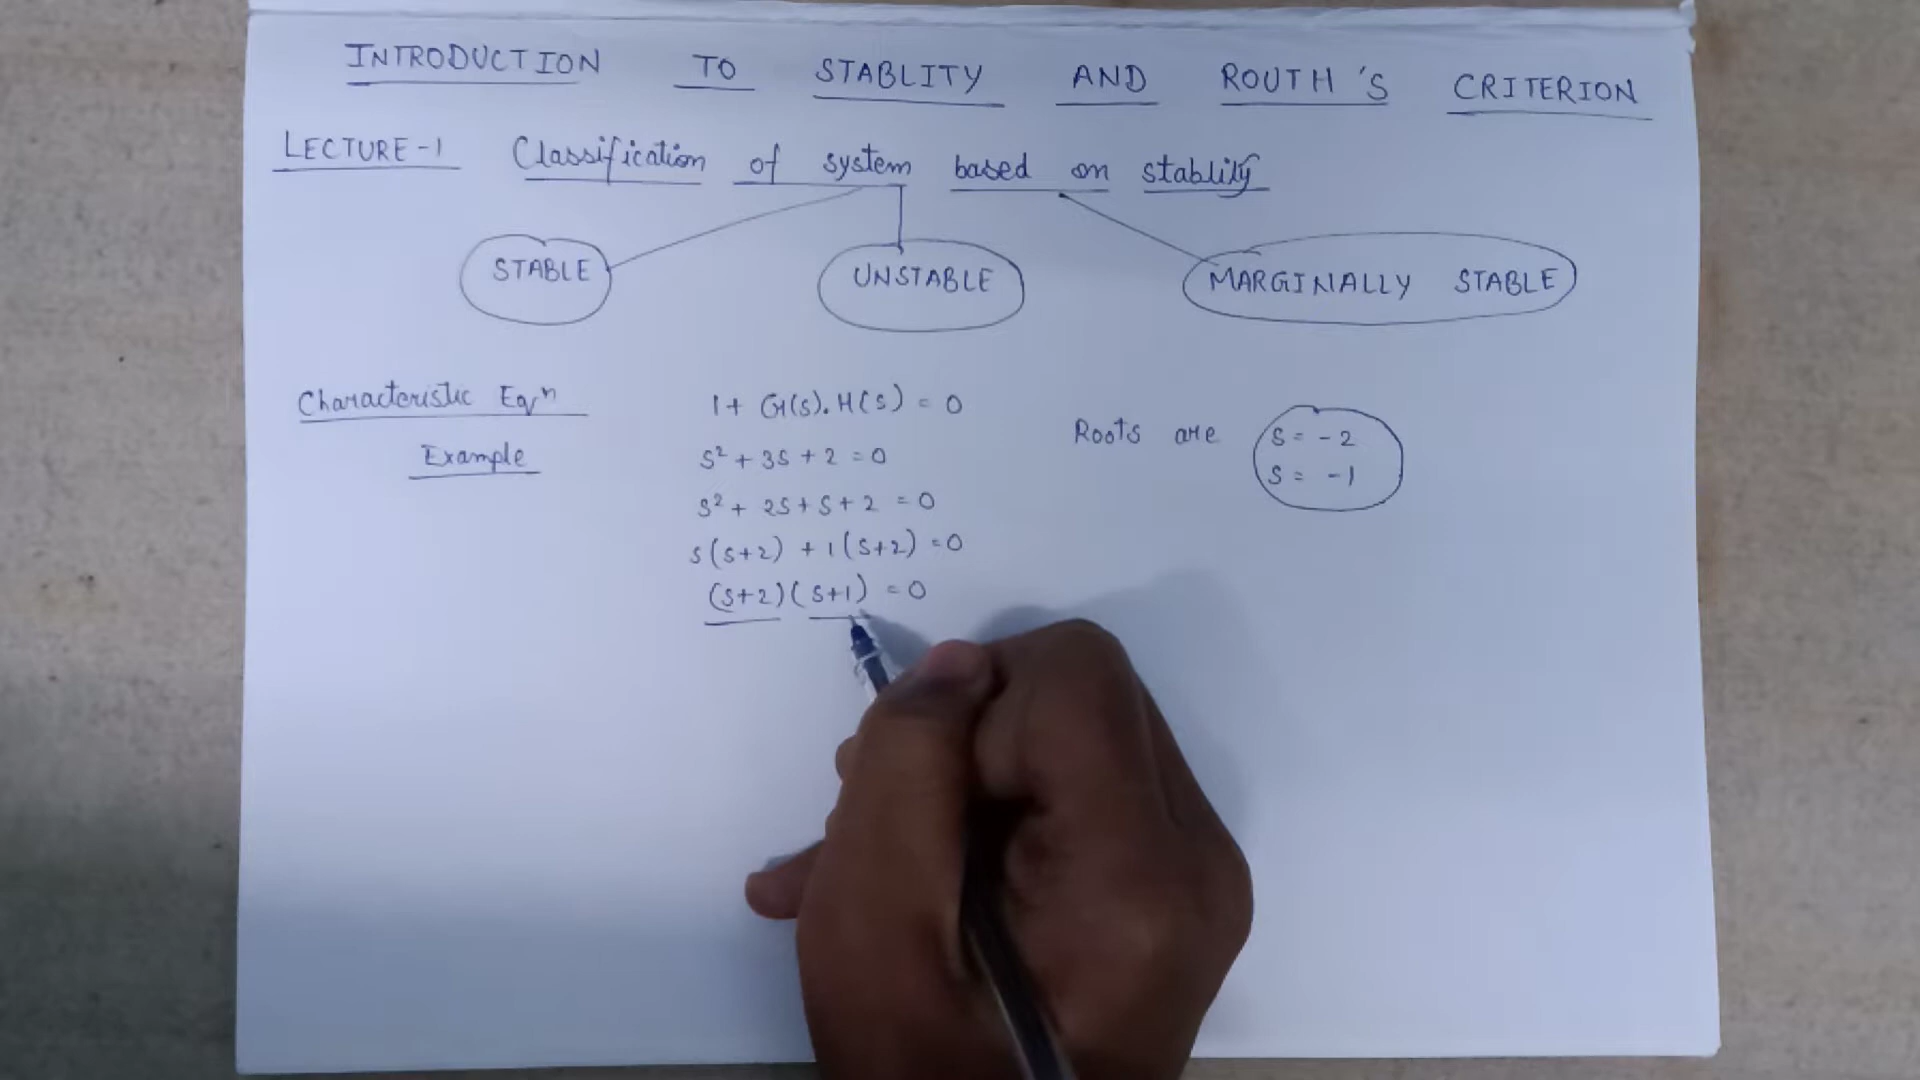 INTRODUCTION TO STABLITY AND ROUTH'S CRITERION
LECTURE-1 Classification of system based on stablity
STABLE UNSTABLE MARGINALLY STABLE
Characteristic Eqⁿ 1 + G(s).H(s) = 0
Roots are s = -2
s = -1
Example s² + 3s + 2 = 0
s² + 2s + s + 2 = 0
s(s+2) + 1(s+2) = 0
(s+2)(s+1) = 0